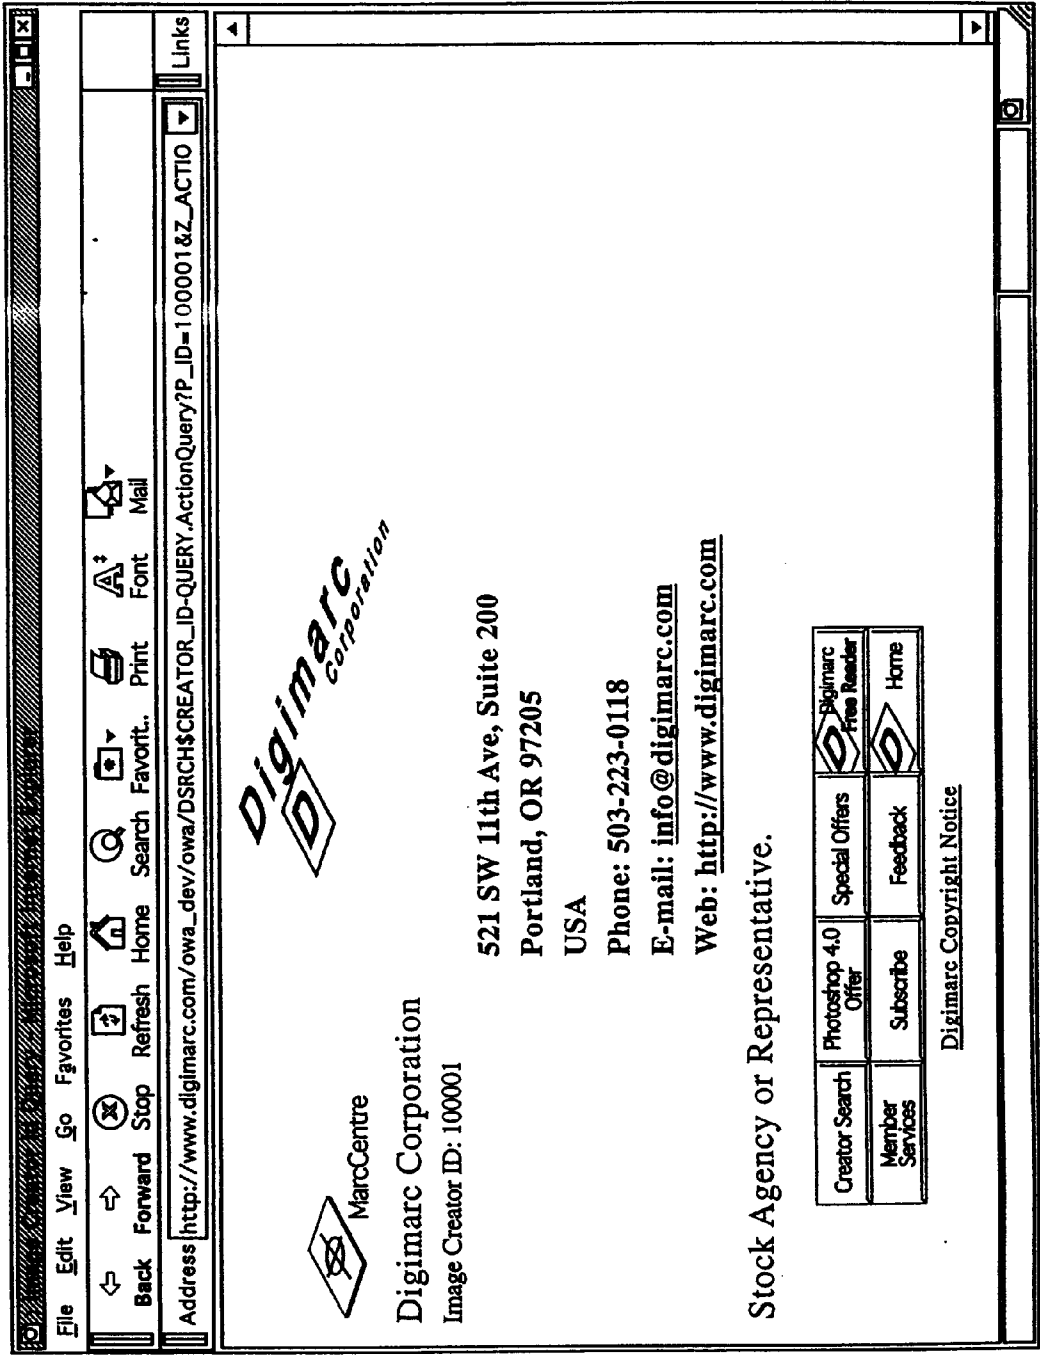 File Edit View Go Favorites Help
Back Forward Stop Refresh Home Search Favorit.. Print Font Mail
Address http://www.digimarc.com/owa_dev/owa/DSRCH$CREATOR_ID-QUERY.ActionQuery?P_ID=100001&Z_ACTIO Links
MarcCentre
D Digimarc
Corporation
Digimarc Corporation
Image Creator ID: 100001
521 SW 11th Ave, Suite 200
Portland, OR 97205
USA
Phone: 503-223-0118
E-mail: info@digimarc.com
Web: http://www.digimarc.com
Stock Agency or Representative.
Creator Search
Photoshop 4.0
Offer
Special Offers
D Digimarc
Free Reader
Member
Services
Subscribe
Feedback
D Home
Digimarc Copyright Notice